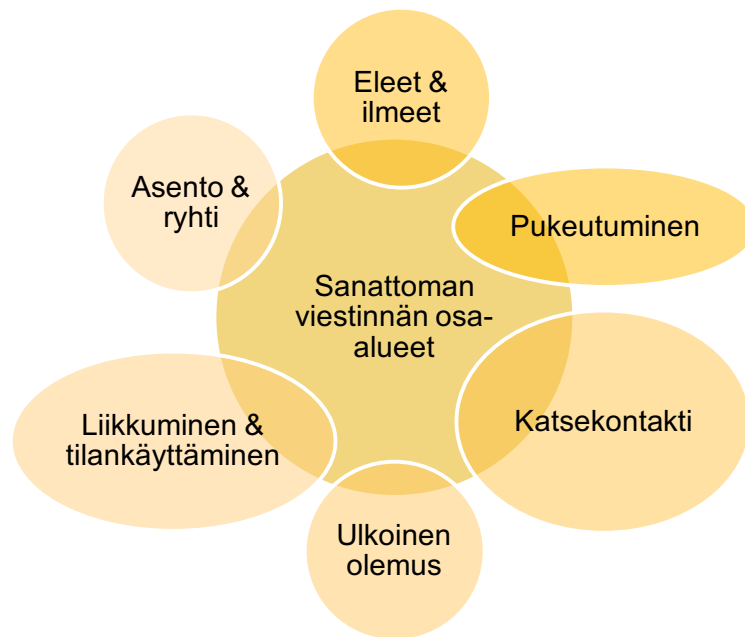 Eleet &
ilmeet
Asento &
ryhti
Pukeutuminen
Sanattoman
viestinnän osa-
alueet
Liikkuminen &
tilankäyttäminen
Katsekontakti
Ulkoinen
olemus